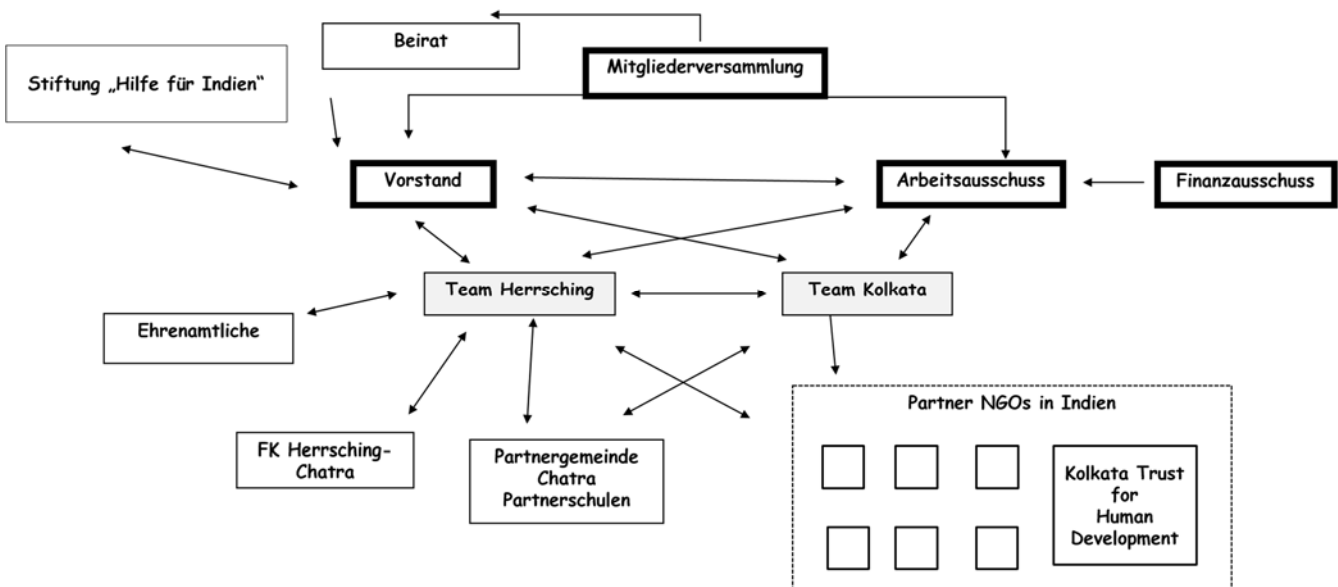 Beirat
Mitgliederversammlung
Stiftung „Hilfe für Indien“
Vorstand
Arbeitsausschuss
Finanzausschuss
Team Herrsching
Team Kolkata
Ehrenamtliche
Partner NGOs in Indien
FK Herrsching-
Chatra
Partnergemeinde
Chatra
Partnerschulen
Kolkata Trust
for
Human
Development